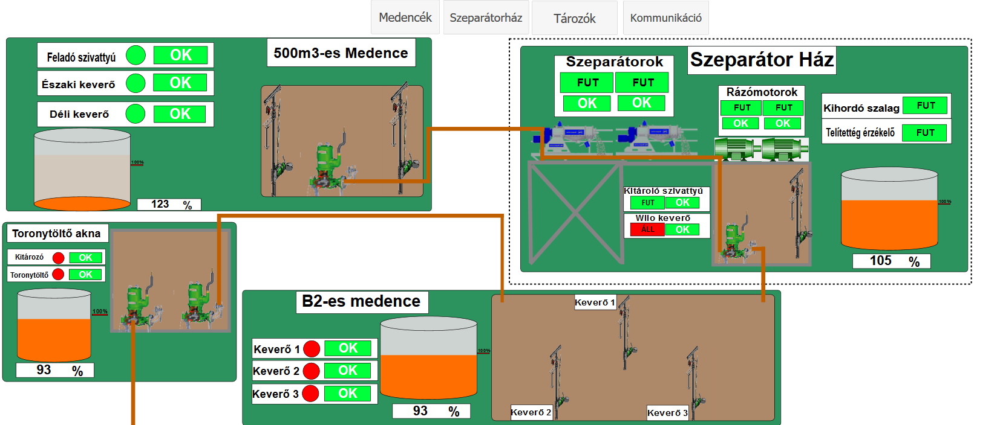 Medencék
Szeparátorház
Tározók
Kommunikáció
500m3-es Medence
Feladó szivattyú OK
Északi keverő OK
Déli keverő OK
100%
123 %
Szeparátor Ház
Szeparátorok
FUT FUT
OK OK
Rázómotorok
FUT FUT
OK OK
Kihordó szalag FUT
Telítettég érzékelő FUT
Kitároló szivattyú
FUT OK
Wilo keverő
ÁLL OK
100%
105 %
Toronytöltő akna
Kitározó OK
Toronytöltő OK
100%
93 %
B2-es medence
Keverő 1 OK
Keverő 2 OK
Keverő 3 OK
100%
93 %
Keverő 1
Keverő 2
Keverő 3